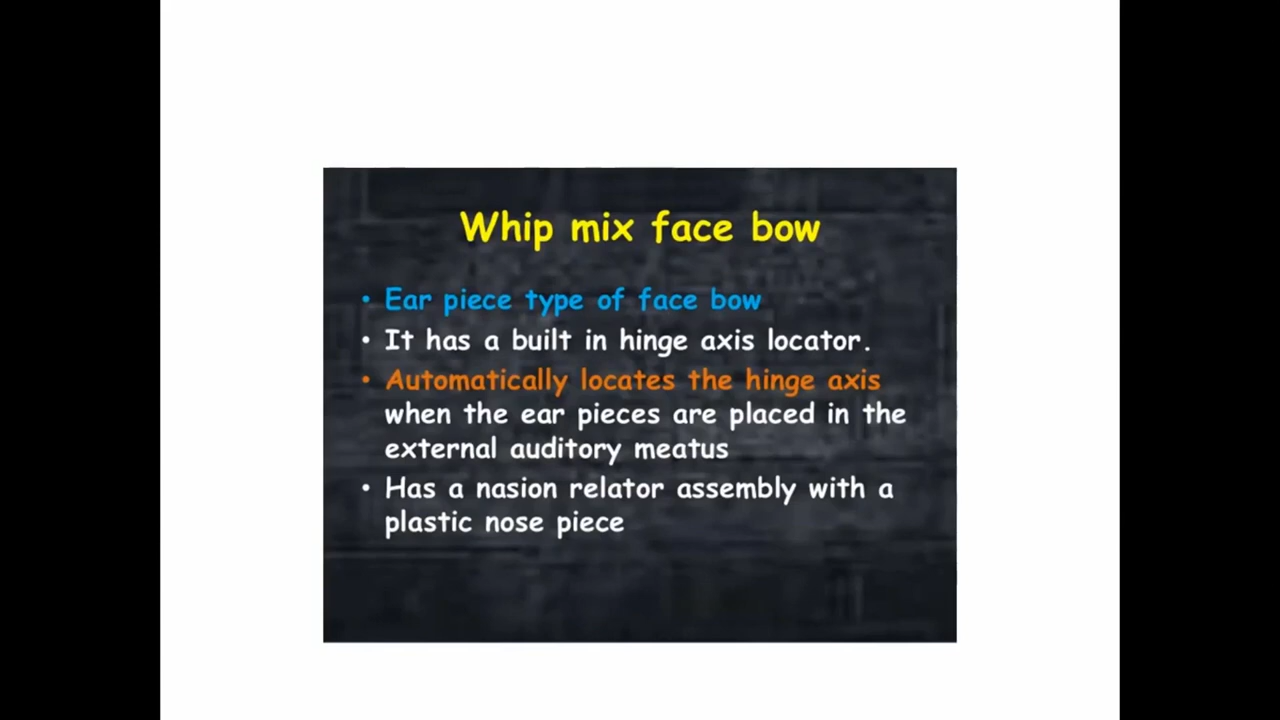 Whip mix face bow
• Ear piece type of face bow
• It has a built in hinge axis locator.
• Automatically locates the hinge axis
when the ear pieces are placed in the
external auditory meatus
• Has a nasion relator assembly with a
plastic nose piece